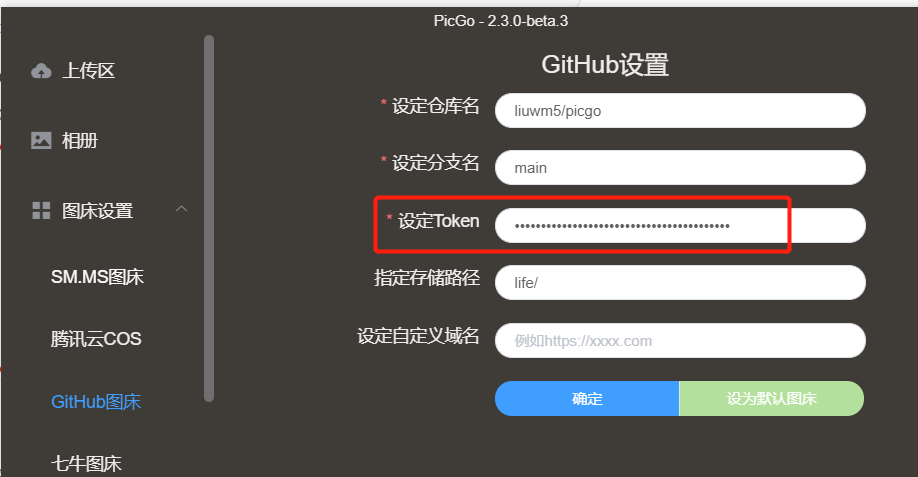 PicGo - 2.3.0-beta.3
上传区
相册
图床设置
SM.MS图床
腾讯云COS
GitHub图床
七牛图床
GitHub设置
* 设定仓库名 liuwm5/picgo
* 设定分支名 main
* 设定Token ••••••••••••••••••••••••••••••••••••••••
指定存储路径 life/
设定自定义域名 例如https://xxxx.com
确定 设为默认图床